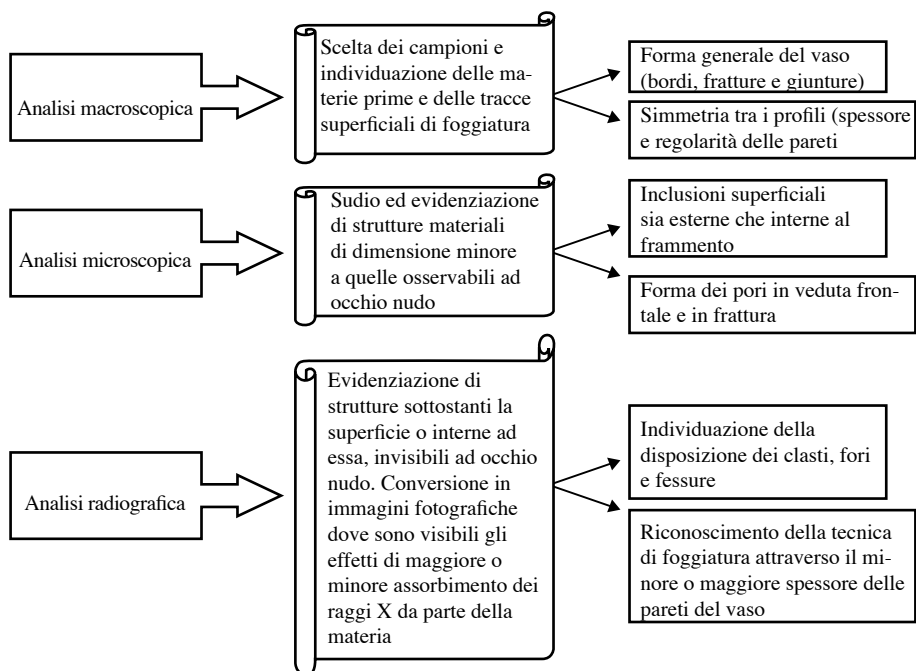 Analisi macroscopica
Scelta dei campioni e
individuazione delle ma-
terie prime e delle tracce
superficiali di foggiatura
Forma generale del vaso
(bordi, fratture e giunture)
Simmetria tra i profili (spessore
e regolarità delle pareti
Analisi microscopica
Sudio ed evidenziazione
di strutture materiali
di dimensione minore
a quelle osservabili ad
occhio nudo
Inclusioni superficiali
sia esterne che interne al
frammento
Forma dei pori in veduta fron-
tale e in frattura
Analisi radiografica
Evidenziazione di
strutture sottostanti la
superficie o interne ad
essa, invisibili ad occhio
nudo. Conversione in
immagini fotografiche
dove sono visibili gli
effetti di maggiore o
minore assorbimento dei
raggi X da parte della
materia
Individuazione della
disposizione dei clasti, fori
e fessure
Riconoscimento della tecnica
di foggiatura attraverso il mi-
nore o maggiore spessore delle
pareti del vaso